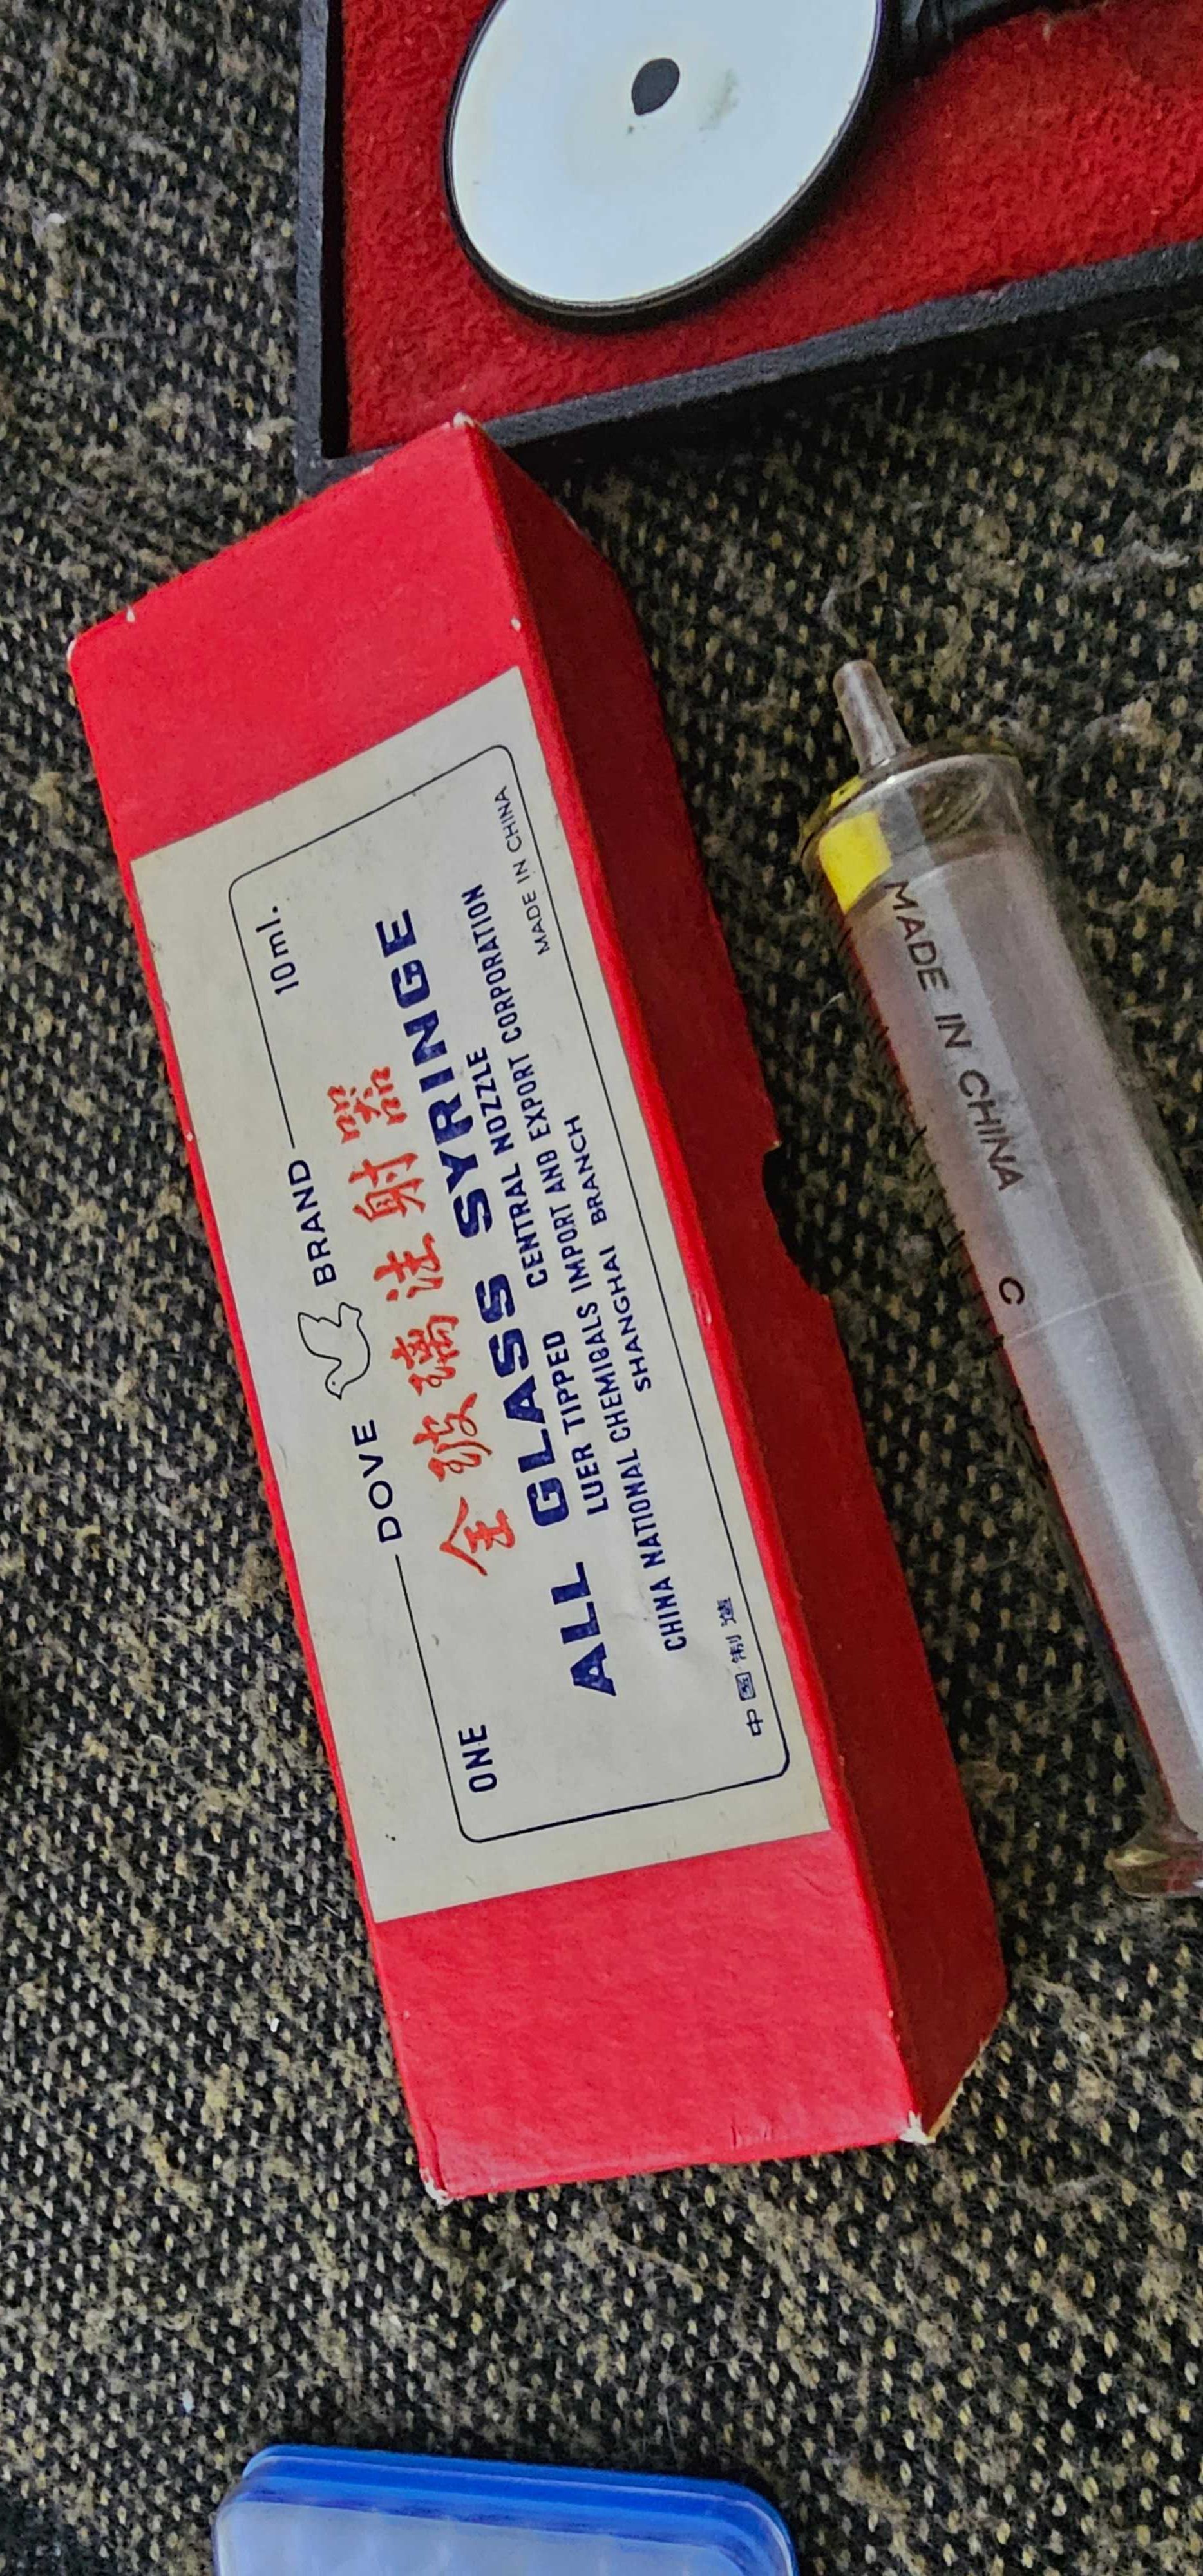 DOVE BRAND
ONE 10ml.
全玻璃注射器
ALL GLASS SYRINGE
LUER TIPPED CENTRAL NOZZLE
CHINA NATIONAL CHEMICALS IMPORT AND EXPORT CORPORATION
SHANGHAI BRANCH
中国制造 MADE IN CHINA
MADE IN CHINA C